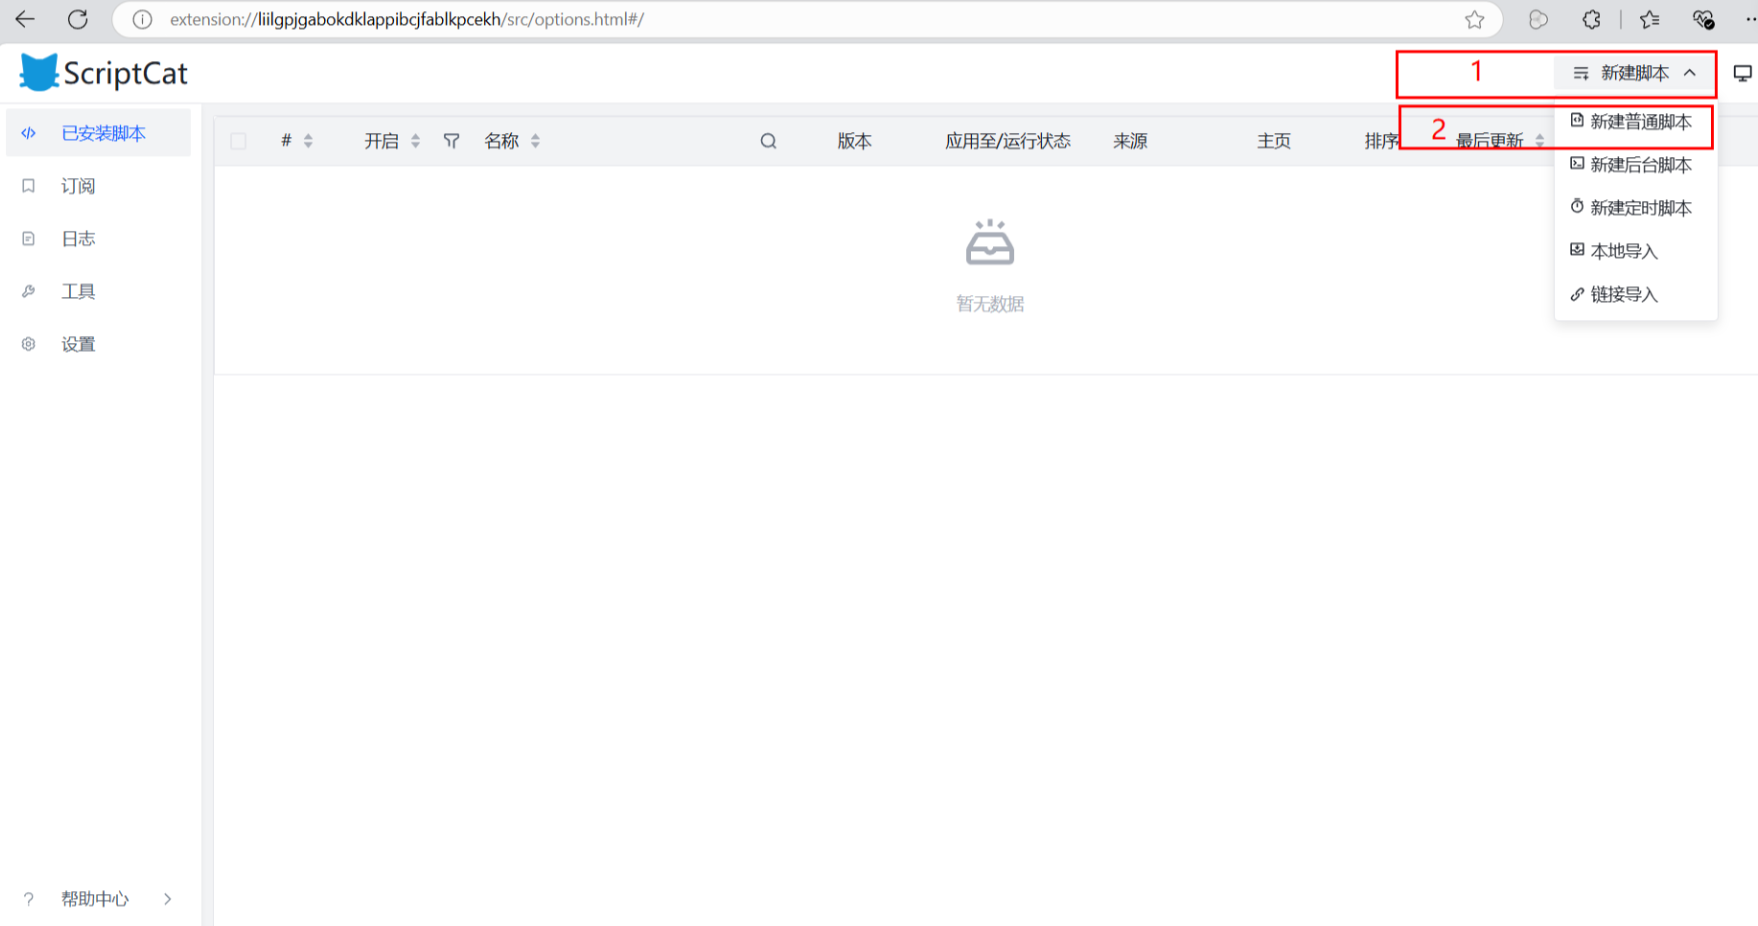 extension://liilgpjgabokdklappibcjfablkpcekh/src/options.html#/
ScriptCat
1
新建脚本
已安装脚本
订阅
日志
工具
设置
# 开启 名称 版本 应用至/运行状态 来源 主页 排序 最后更新
2
新建普通脚本
新建后台脚本
新建定时脚本
本地导入
链接导入
暂无数据
? 帮助中心